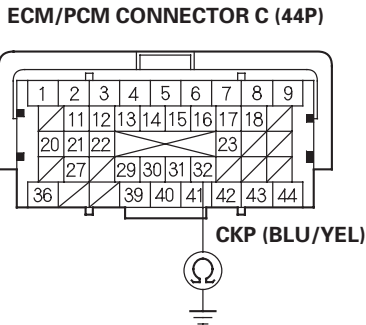 ECM/PCM CONNECTOR C (44P)
1 2 3 4 5 6 7 8 9
11 12 13 14 15 16 17 18
20 21 22 23
27 29 30 31 32
36 39 40 41 42 43 44
CKP (BLU/YEL)
Ω